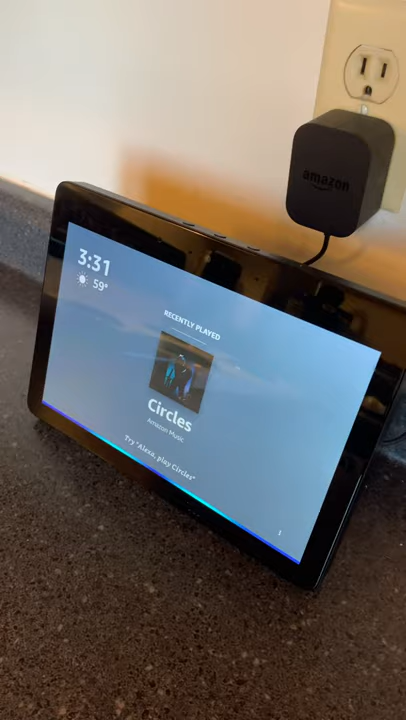 amazon
3:31
59°
RECENTLY PLAYED
Circles
Amazon Music
Try "Alexa, play Circles"